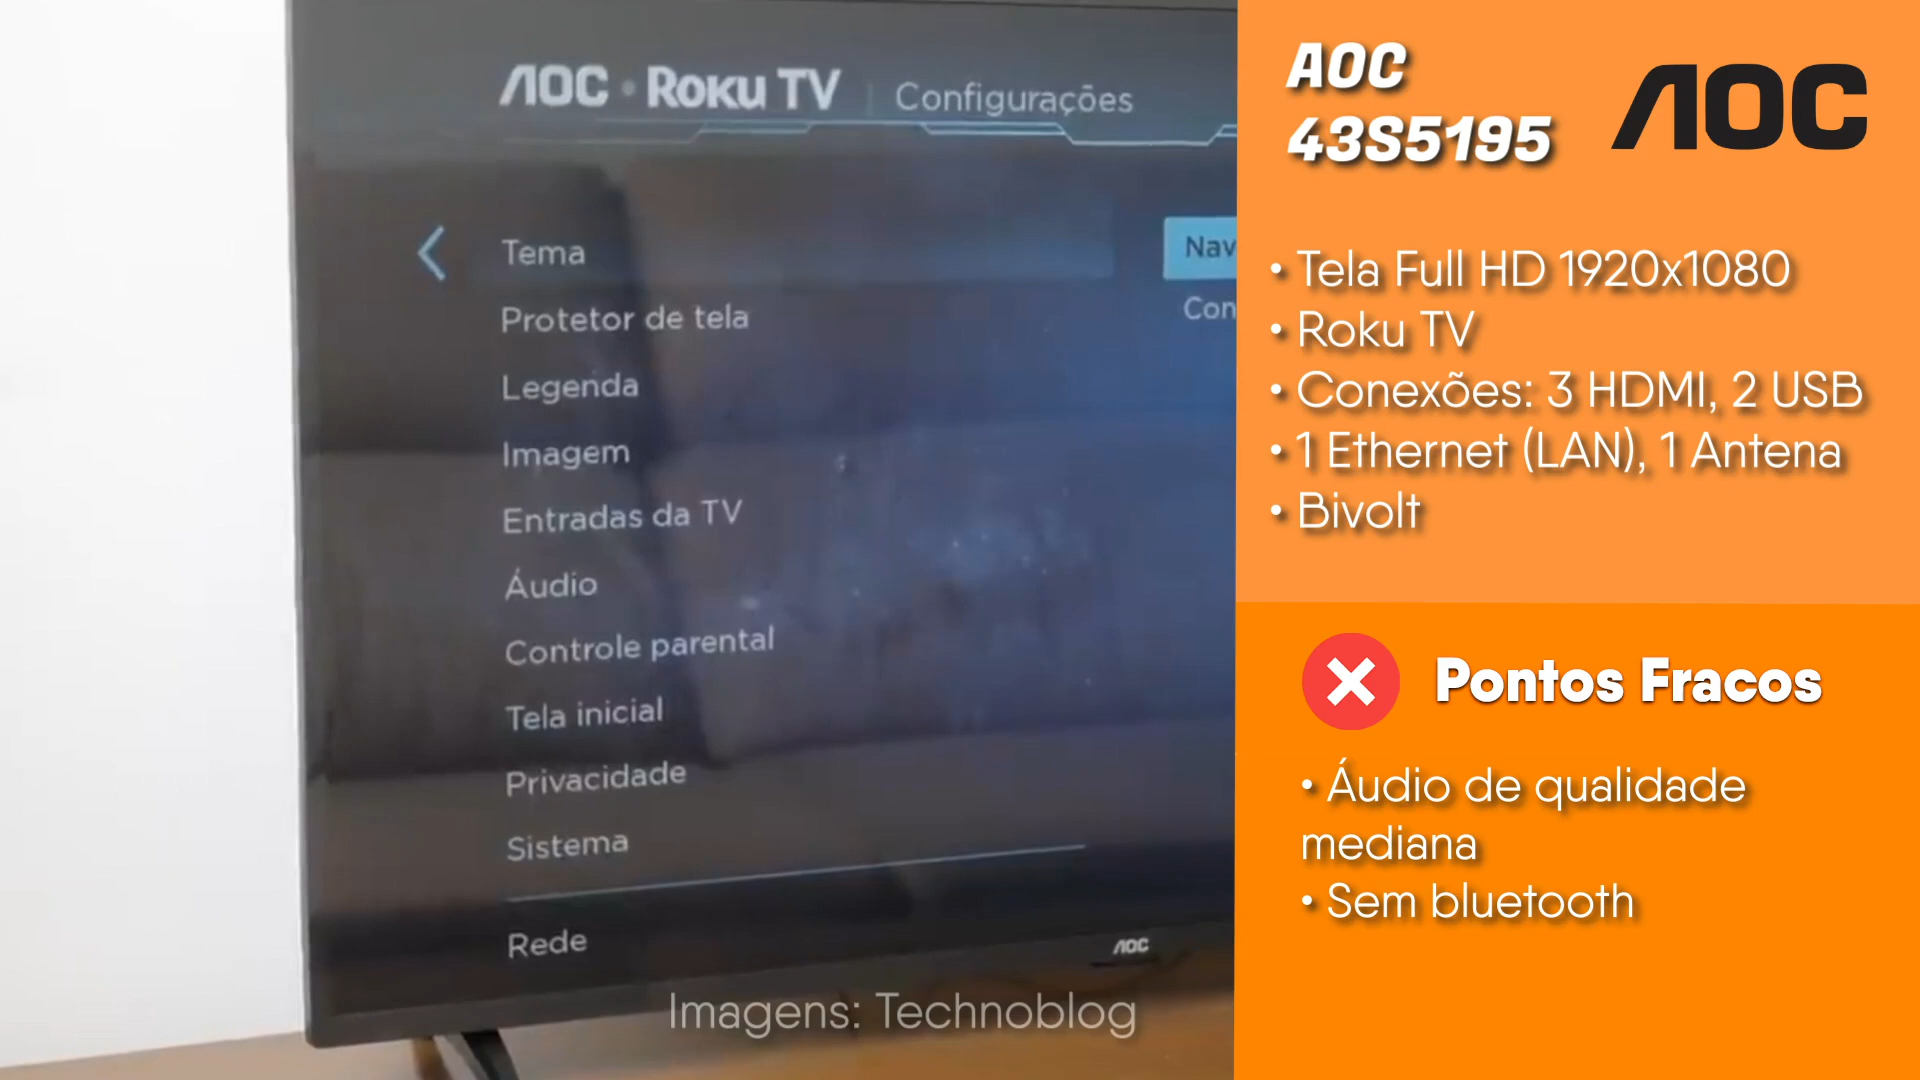 AOC • ROKU TV | Configurações
Tema
Nav
Protetor de tela
Con
Legenda
Imagem
Entradas da TV
Áudio
Controle parental
Tela inicial
Privacidade
Sistema
Rede
AOC
Imagens: Technoblog
AOC
43S5195
AOC
• Tela Full HD 1920x1080
• Roku TV
• Conexões: 3 HDMI, 2 USB
• 1 Ethernet (LAN), 1 Antena
• Bivolt
Pontos Fracos
• Áudio de qualidade
mediana
• Sem bluetooth